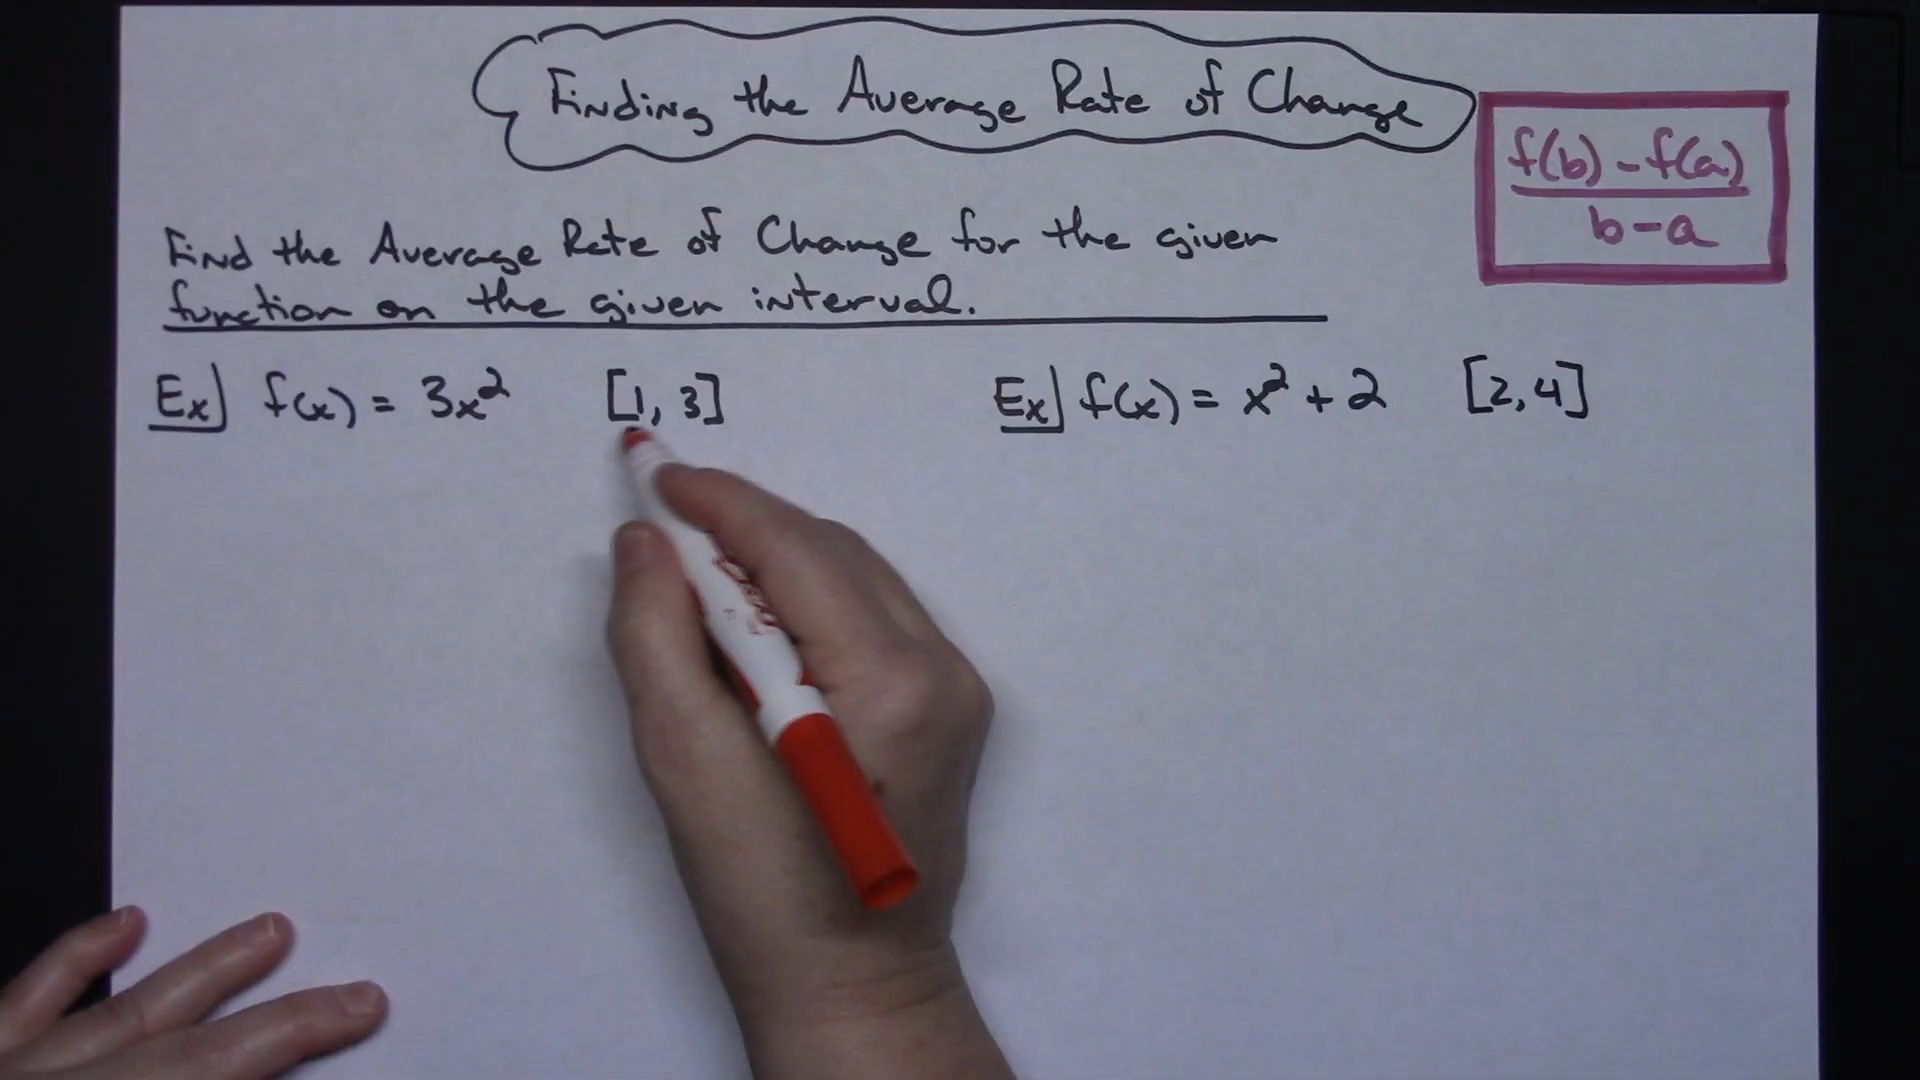 Finding the Average Rate of Change
f(b) - f(a)
b - a
Find the Average Rate of Change for the given
function on the given interval.
Ex] f(x) = 3x² [1, 3]
Ex] f(x) = x² + 2 [2, 4]